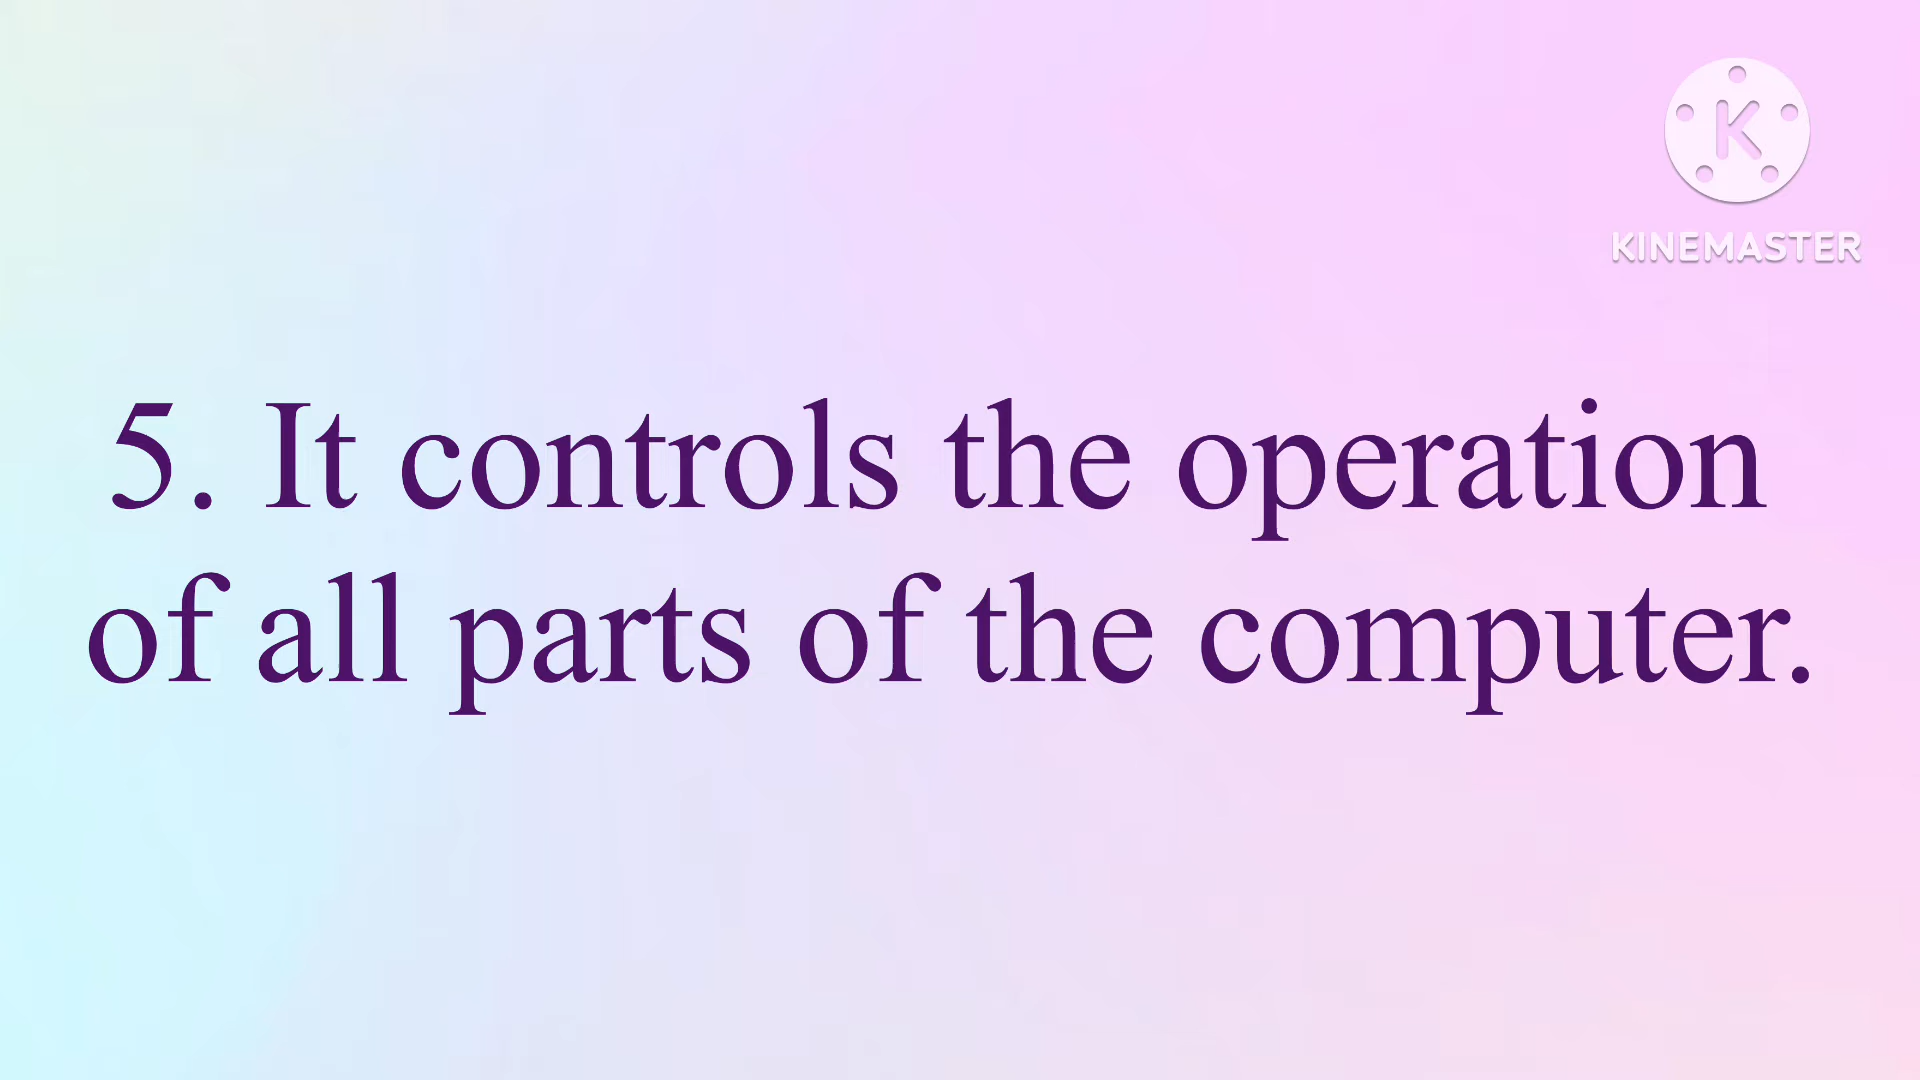 K
KINEMASTER
5. It controls the operation
of all parts of the computer.